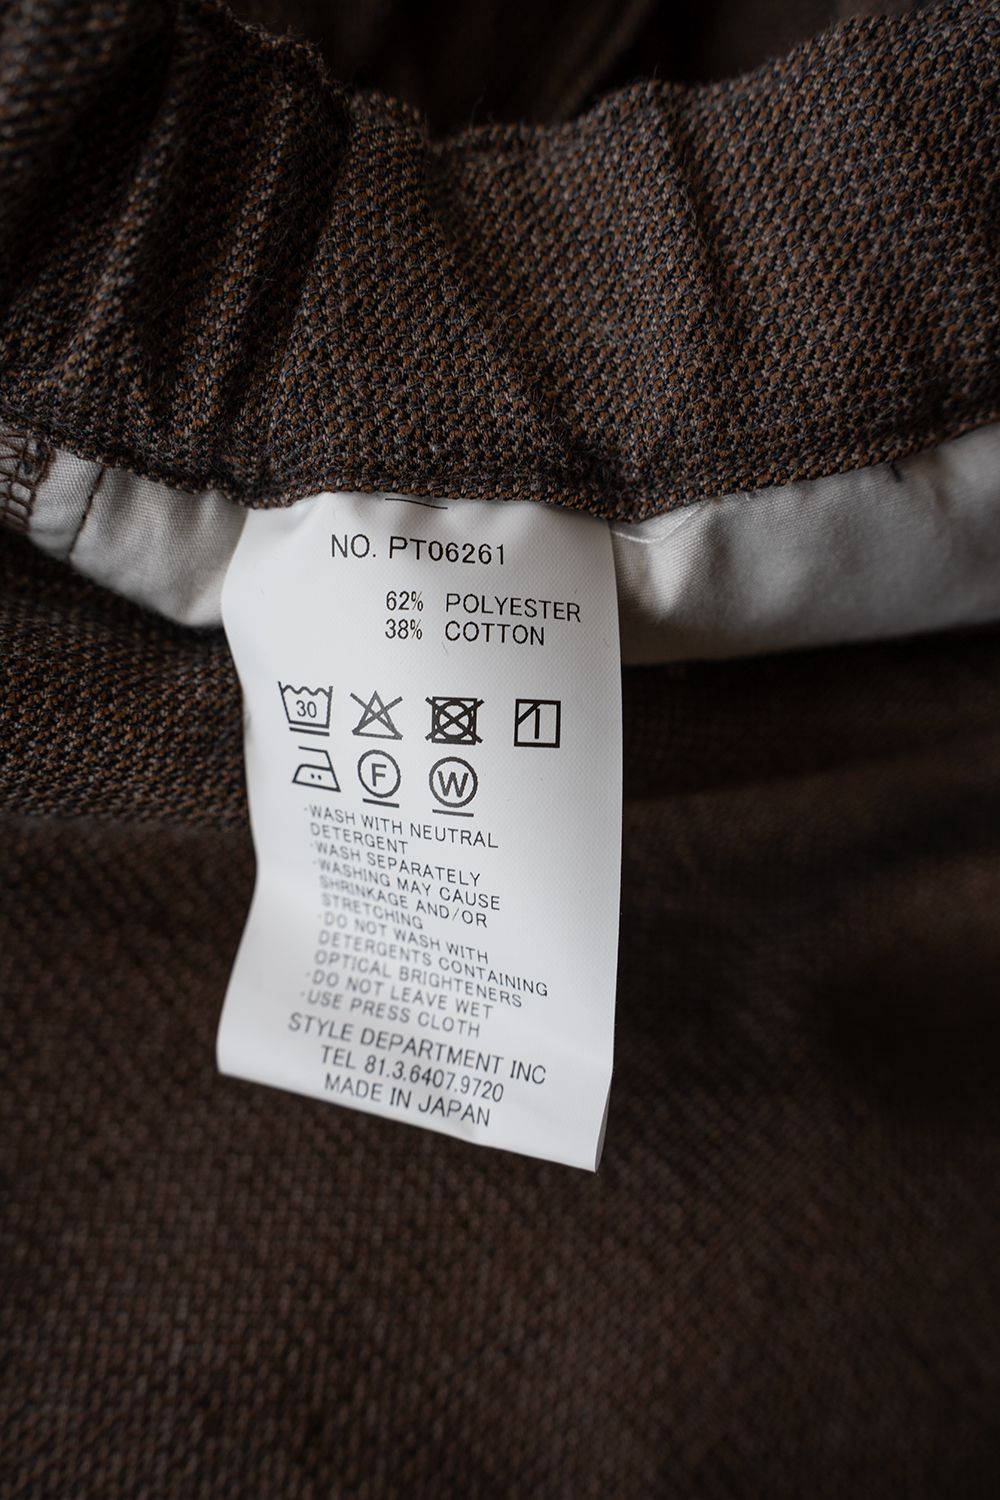 NO. PT06261
62% POLYESTER
38% COTTON
30
F W
·WASH WITH NEUTRAL
DETERGENT
·WASH SEPARATELY
·WASHING MAY CAUSE
SHRINKAGE AND/OR
STRETCHING
·DO NOT WASH WITH
DETERGENTS CONTAINING
OPTICAL BRIGHTENERS
·DO NOT LEAVE WET
·USE PRESS CLOTH
STYLE DEPARTMENT INC
TEL 81.3.6407.9720
MADE IN JAPAN